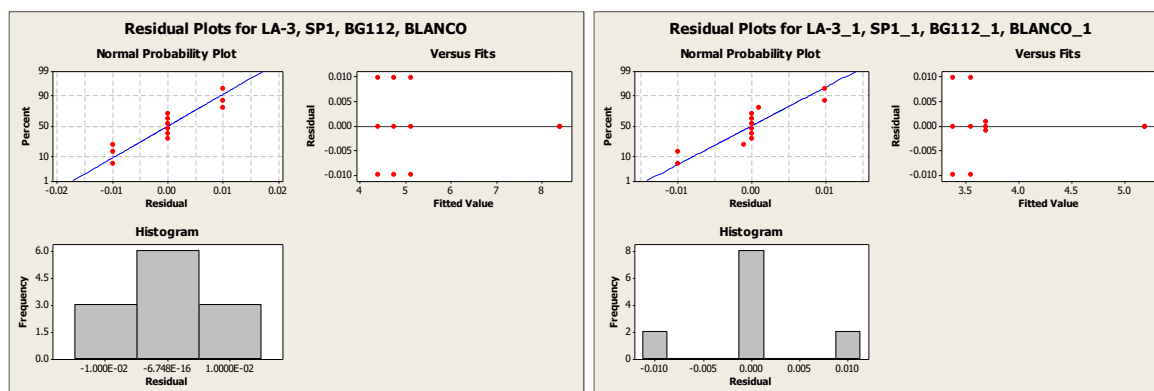 Residual Plots for LA-3, SP1, BG112, BLANCO
Normal Probability Plot
99
90
50
10
1
Percent
-0.02 -0.01 0.00 0.01 0.02
Residual
Versus Fits
0.010
0.005
0.000
-0.005
-0.010
Residual
4 5 6 7 8
Fitted Value
Histogram
6.0
4.5
3.0
1.5
0.0
Frequency
-1.000E-02 -6.748E-16 1.0000E-02
Residual
Residual Plots for LA-3_1, SP1_1, BG112_1, BLANCO_1
Normal Probability Plot
99
90
50
10
1
Percent
-0.01 0.00 0.01
Residual
Versus Fits
0.010
0.005
0.000
-0.005
-0.010
Residual
3.5 4.0 4.5 5.0
Fitted Value
Histogram
8
6
4
2
0
Frequency
-0.010 -0.005 0.000 0.005 0.010
Residual